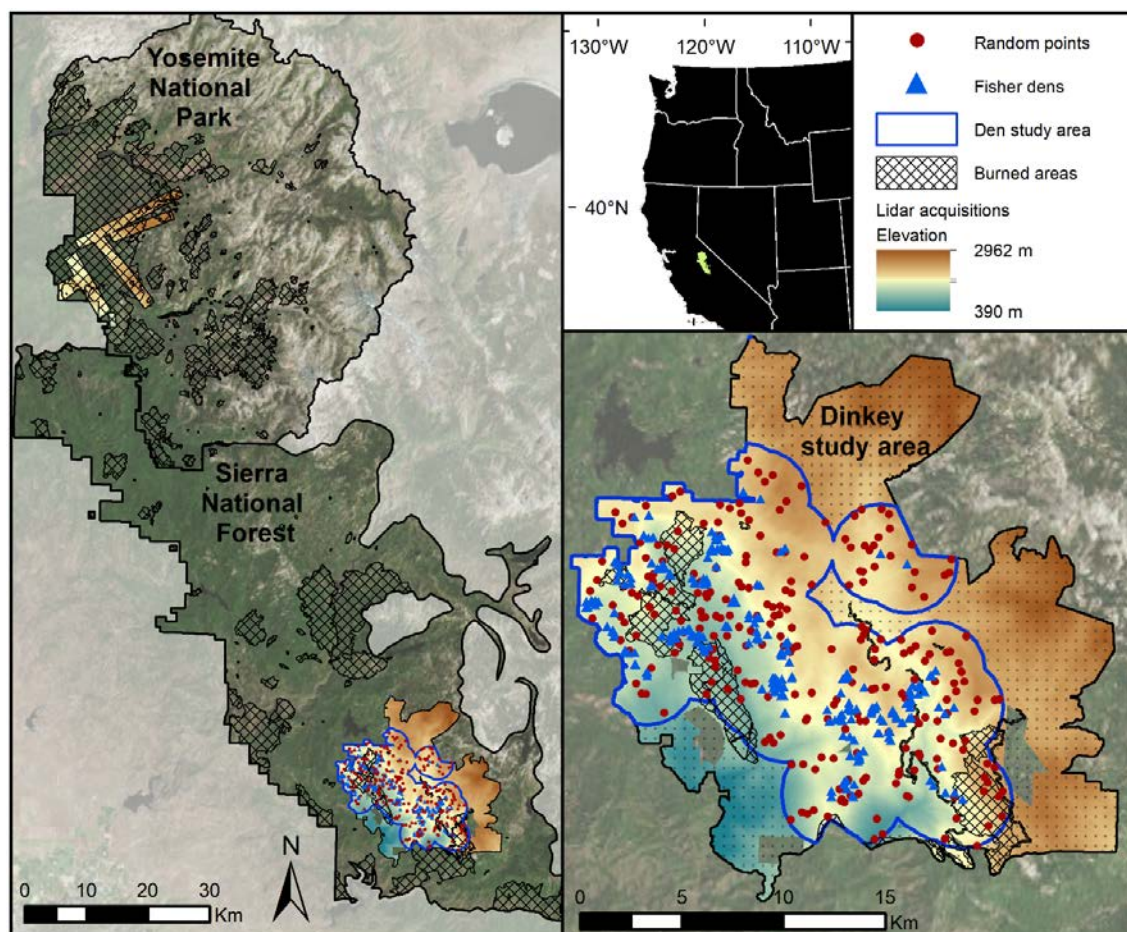 Yosemite
National
Park
Sierra
National
Forest
N
0 10 20 30
Km
130°W 120°W 110°W
40°N
Random points
Fisher dens
Den study area
Burned areas
Lidar acquisitions
Elevation
2962 m
390 m
Dinkey
study area
0 5 10 15
Km